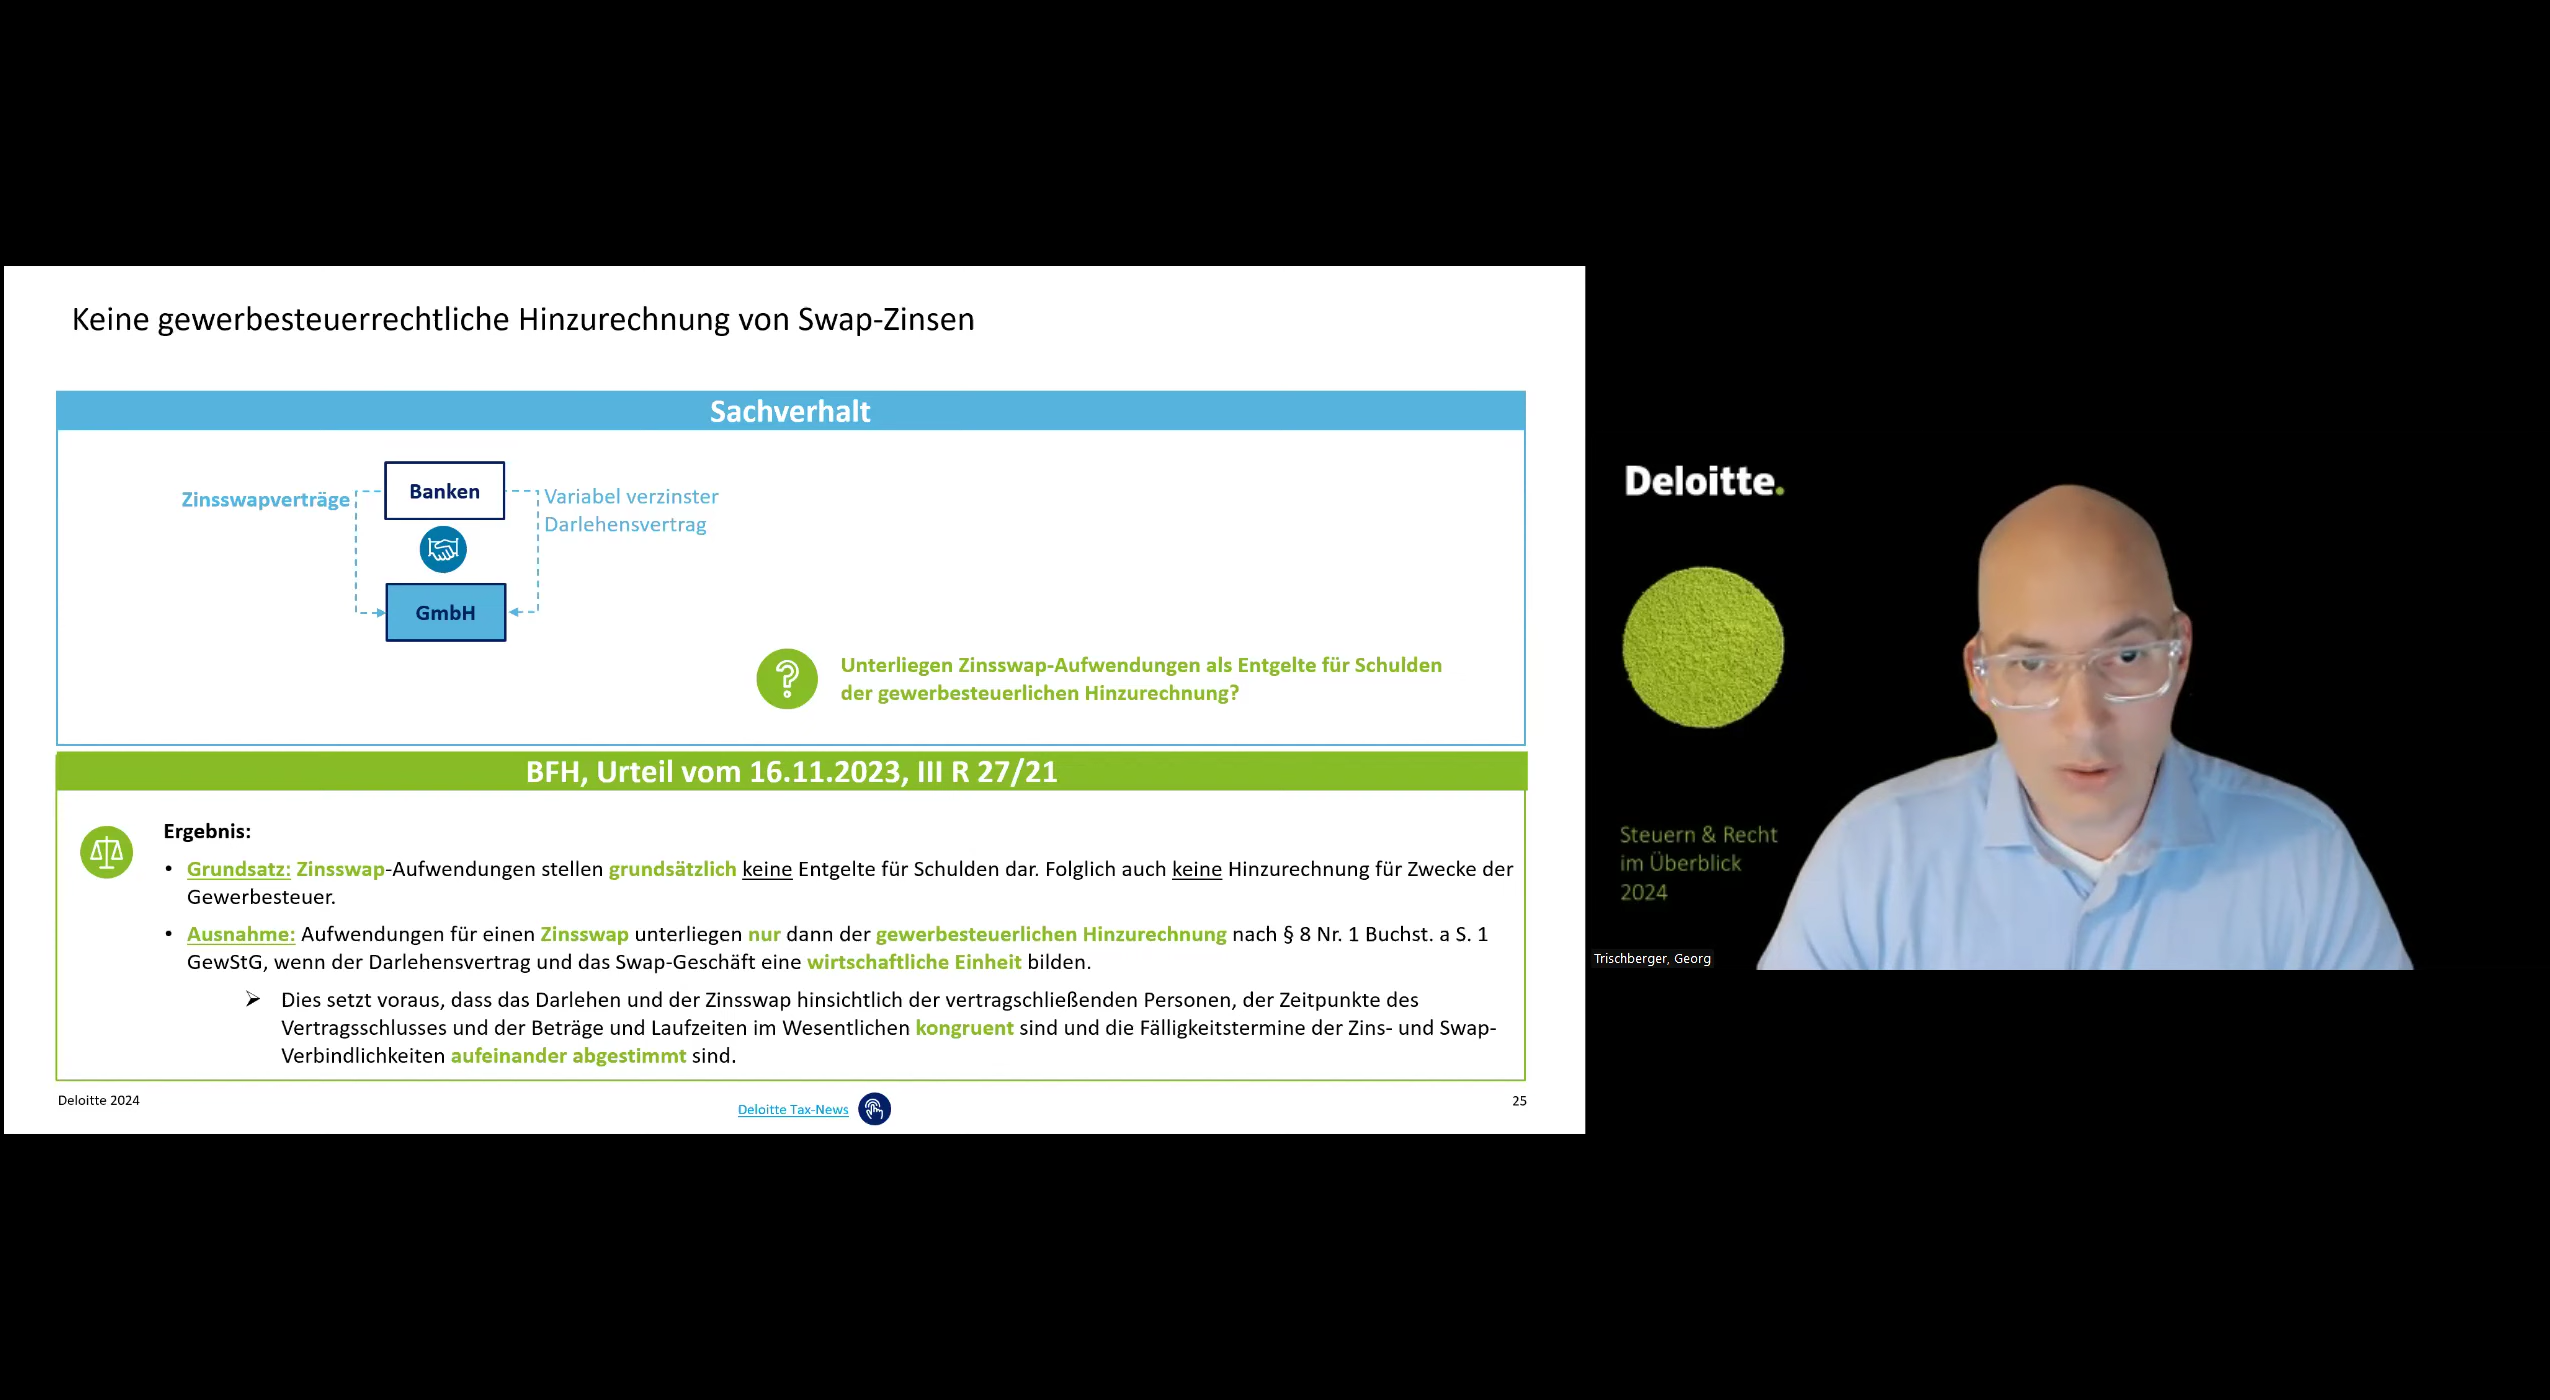 Keine gewerbesteuerrechtliche Hinzurechnung von Swap-Zinsen
Sachverhalt
Zinsswapverträge
Banken
Variabel verzinster
Darlehensvertrag
GmbH
?
Unterliegen Zinsswap-Aufwendungen als Entgelte für Schulden
der gewerbesteuerlichen Hinzurechnung?
BFH, Urteil vom 16.11.2023, III R 27/21
Ergebnis:
• Grundsatz: Zinsswap-Aufwendungen stellen grundsätzlich keine Entgelte für Schulden dar. Folglich auch keine Hinzurechnung für Zwecke der
Gewerbesteuer.
• Ausnahme: Aufwendungen für einen Zinsswap unterliegen nur dann der gewerbesteuerlichen Hinzurechnung nach § 8 Nr. 1 Buchst. a S. 1
GewStG, wenn der Darlehensvertrag und das Swap-Geschäft eine wirtschaftliche Einheit bilden.
➢ Dies setzt voraus, dass das Darlehen und der Zinsswap hinsichtlich der vertragschließenden Personen, der Zeitpunkte des
Vertragsschlusses und der Beträge und Laufzeiten im Wesentlichen kongruent sind und die Fälligkeitstermine der Zins- und Swap-
Verbindlichkeiten aufeinander abgestimmt sind.
Deloitte 2024
Deloitte Tax-News
25
Deloitte.
Steuern & Recht
im Überblick
2024
Trischberger, Georg